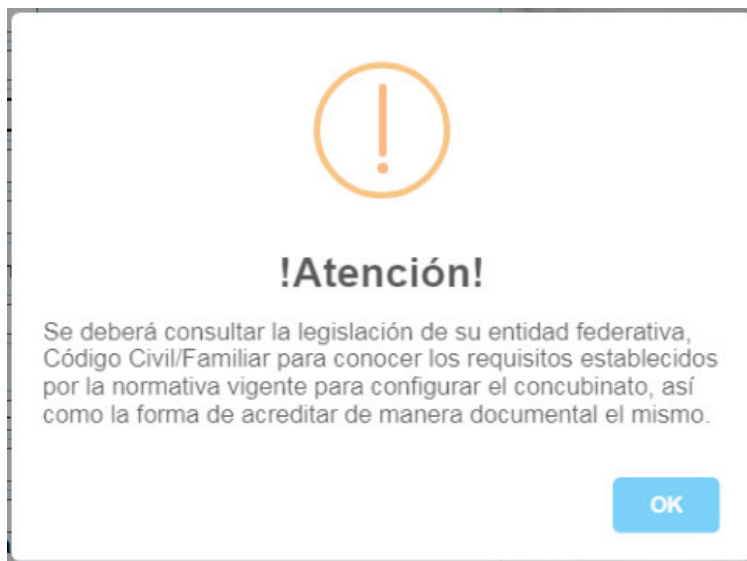 !Atención!
Se deberá consultar la legislación de su entidad federativa,
Código Civil/Familiar para conocer los requisitos establecidos
por la normativa vigente para configurar el concubinato, así
como la forma de acreditar de manera documental el mismo.
OK